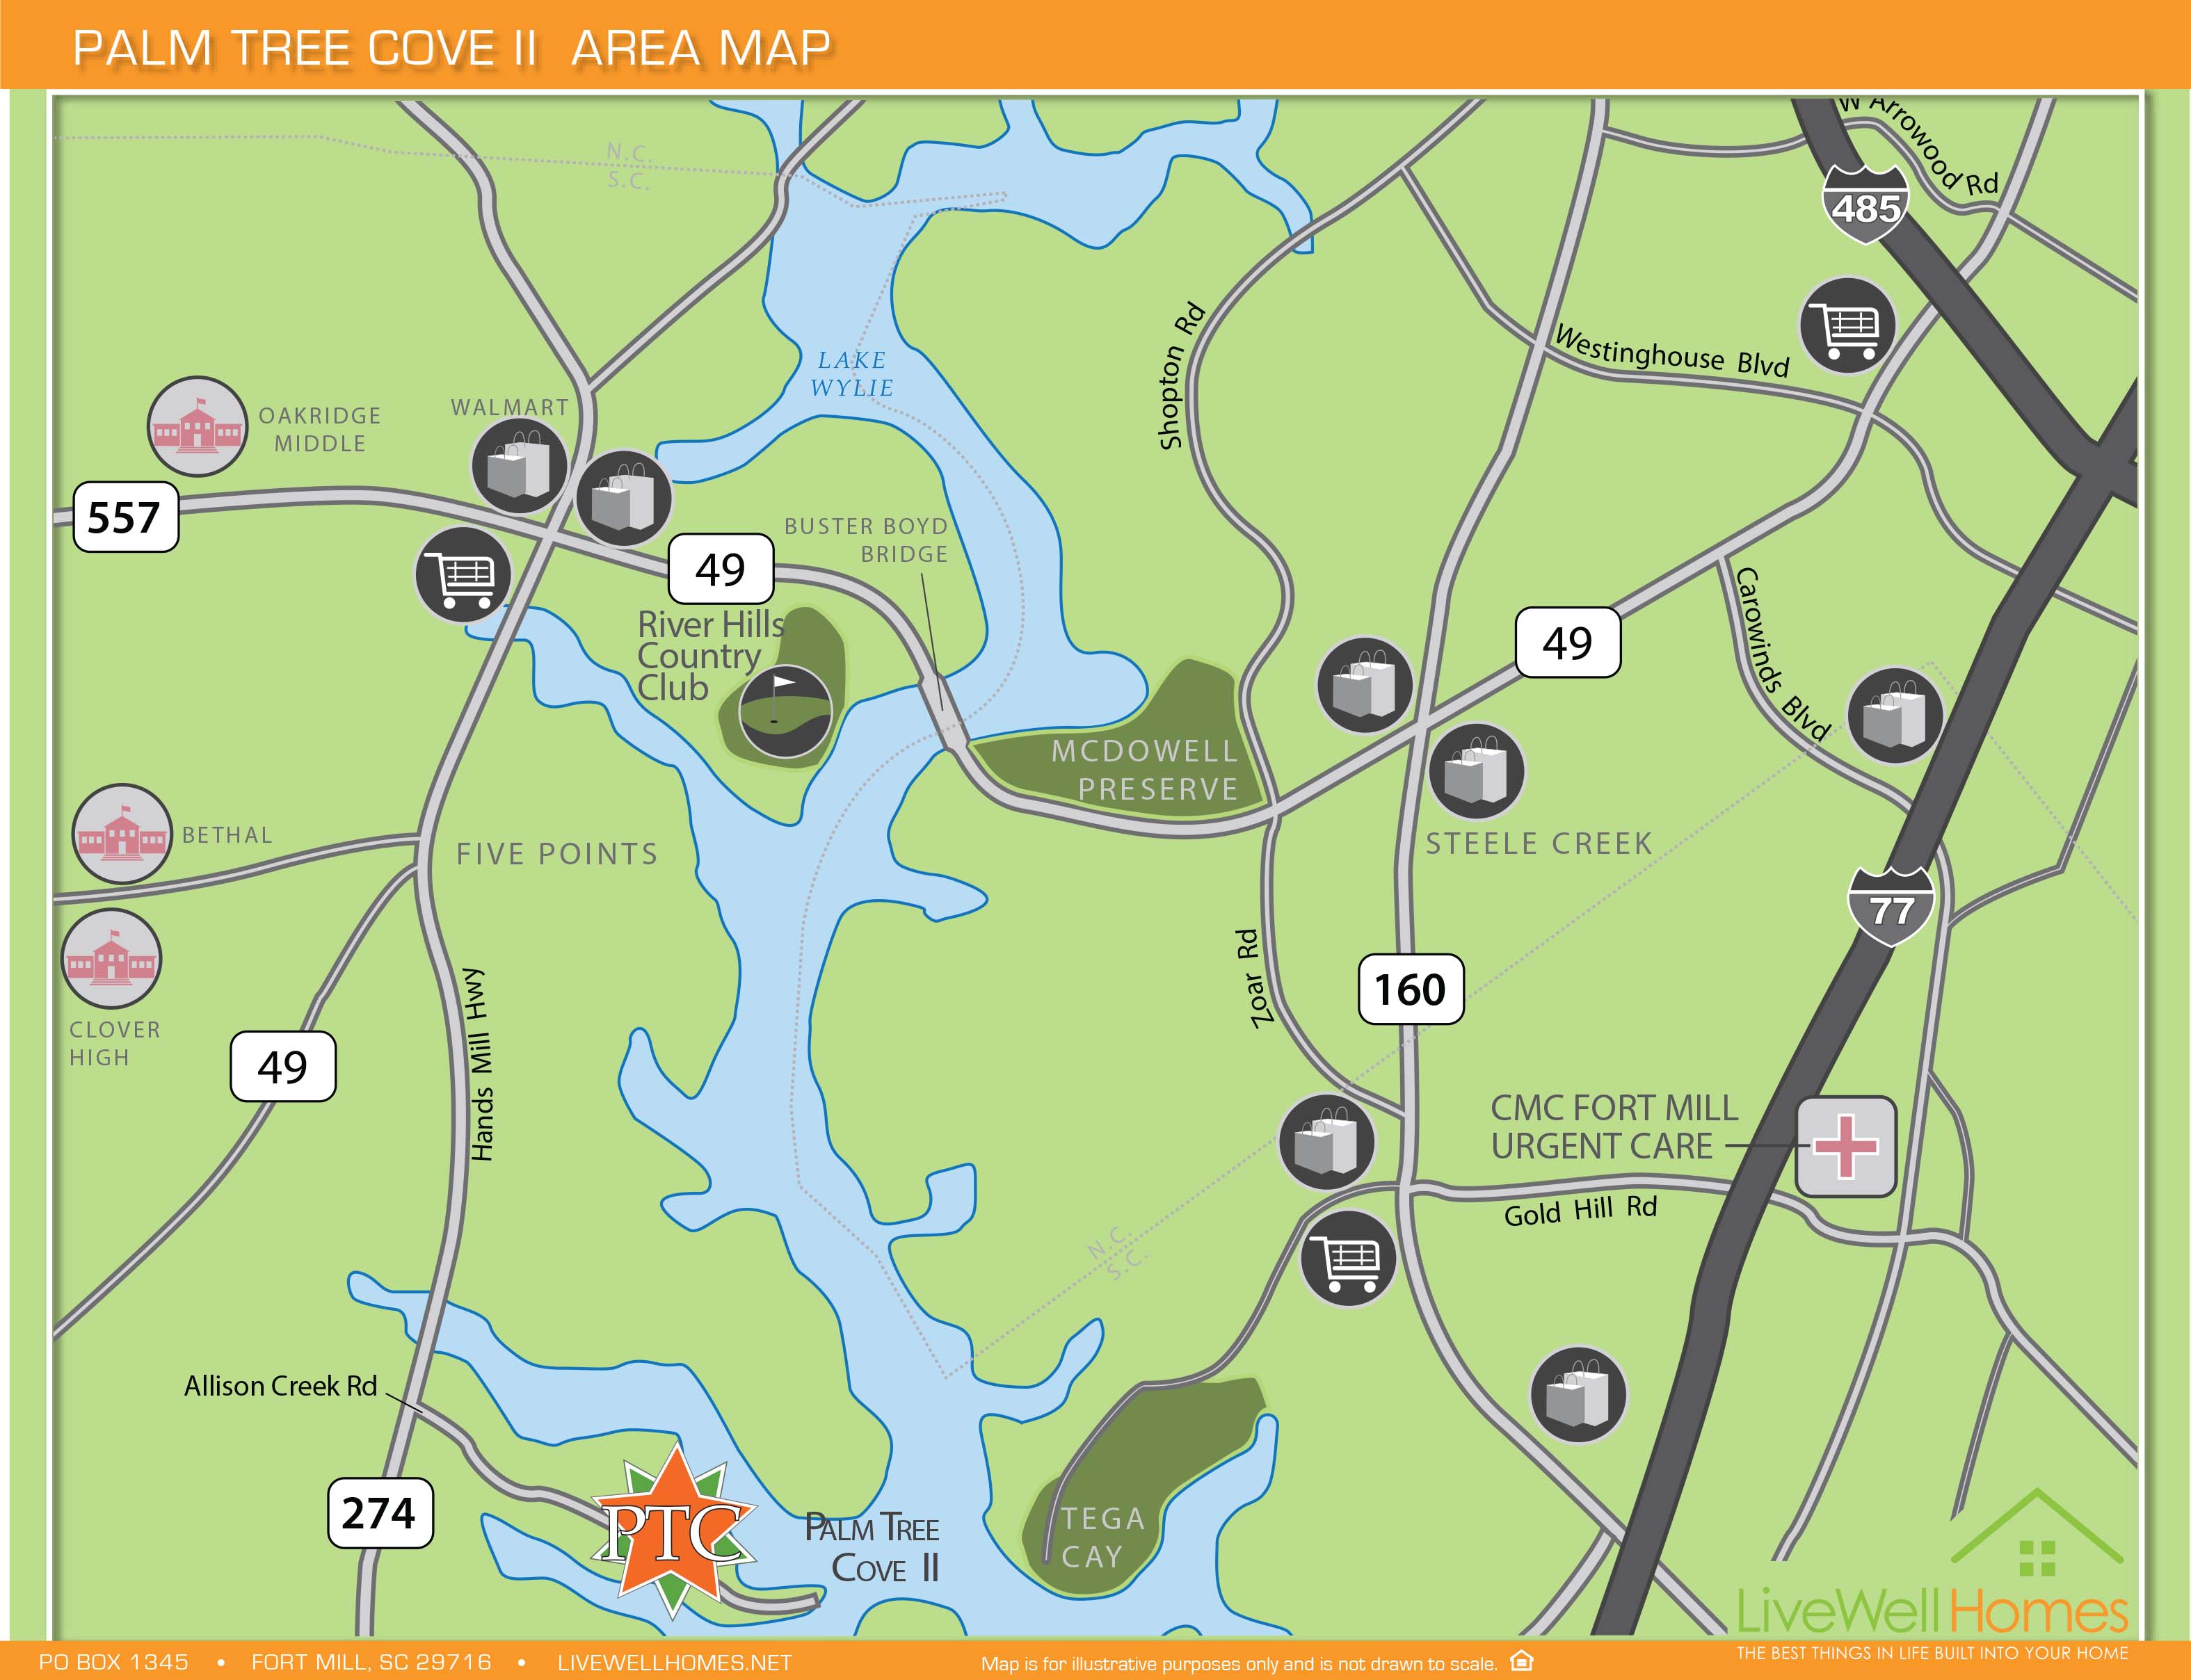 PALM TREE COVE II AREA MAP
W Arrowood Rd
N.C.
S.C.
485
Shopton Rd
Westinghouse Blvd
LAKE
WYLIE
OAKRIDGE
MIDDLE
WALMART
557
49
BUSTER BOYD
BRIDGE
River Hills
Country
Club
49
Carowinds Blvd
MCDOWELL
PRESERVE
STEELE CREEK
BETHAL
FIVE POINTS
77
CLOVER
HIGH
49
Hands Mill Hwy
Zoar Rd
160
CMC FORT MILL
URGENT CARE
Gold Hill Rd
N.C.
S.C.
Allison Creek Rd
274
PTC
PALM TREE
COVE II
TEGA
CAY
LiveWell Homes
THE BEST THINGS IN LIFE BUILT INTO YOUR HOME
PO BOX 1345 • FORT MILL, SC 29716 • LIVEWELLHOMES.NET
Map is for illustrative purposes only and is not drawn to scale.